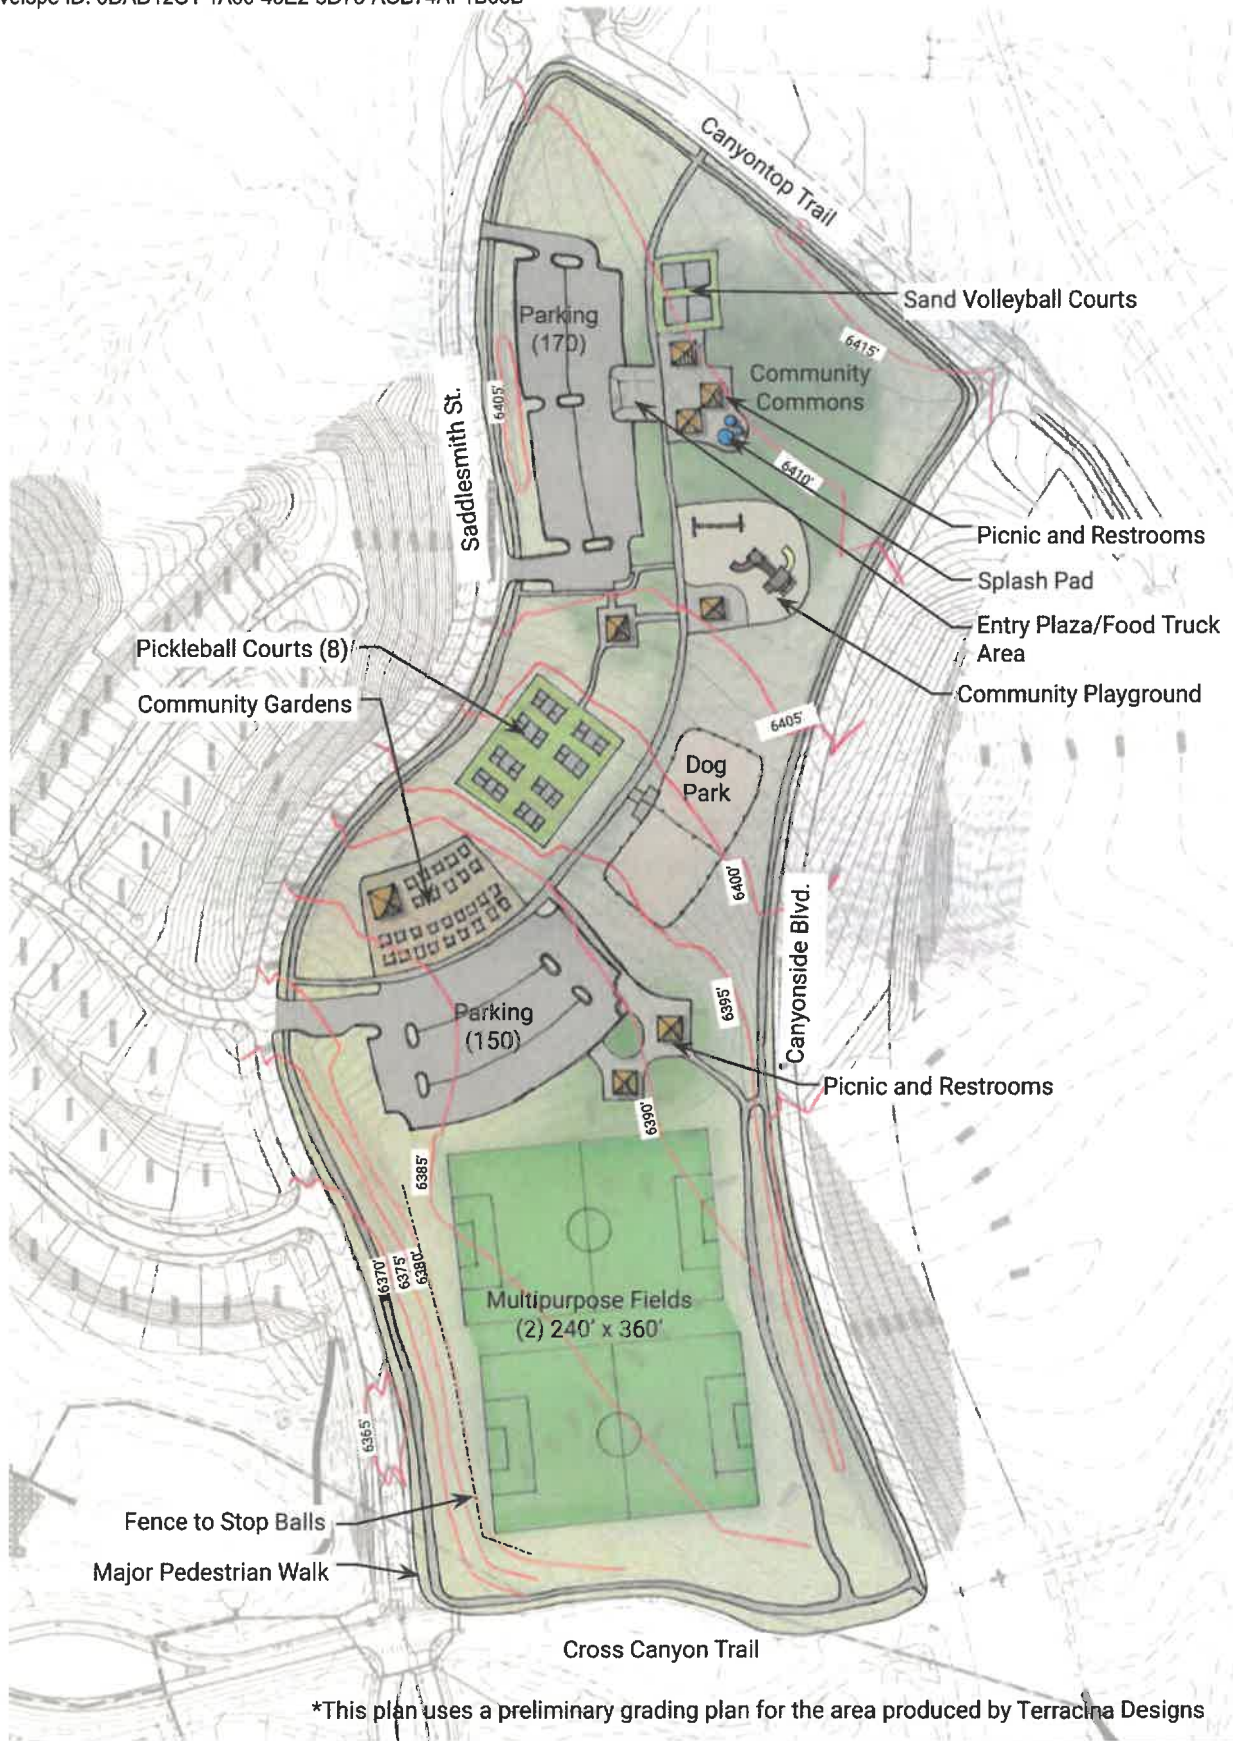 Canyontop Trail
Sand Volleyball Courts
Parking
(170)
6415'
Community
Commons
6405'
Saddlesmith St.
6410'
Picnic and Restrooms
Splash Pad
Entry Plaza/Food Truck
Area
Pickleball Courts (8)
Community Playground
Community Gardens
6405'
Dog
Park
6400'
Canyonside Blvd.
6395'
Parking
(150)
Picnic and Restrooms
6390'
6385'
6370'
6375'
6380'
Multipurpose Fields
(2) 240' x 360'
6365'
Fence to Stop Balls
Major Pedestrian Walk
Cross Canyon Trail
*This plan uses a preliminary grading plan for the area produced by Terracina Designs